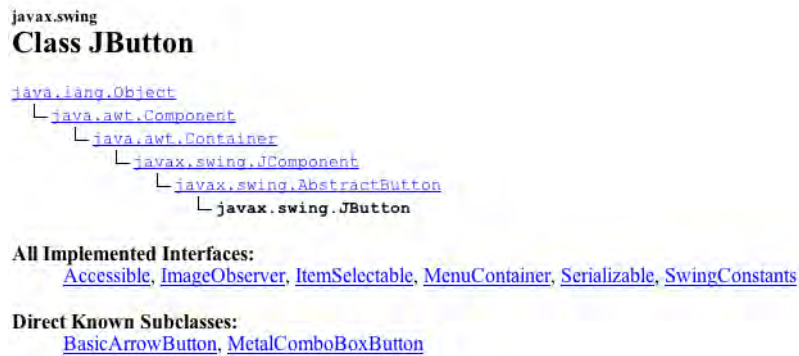 javax.swing
Class JButton
java.lang.Object
java.awt.Component
java.awt.Container
javax.swing.JComponent
javax.swing.AbstractButton
javax.swing.JButton
All Implemented Interfaces:
Accessible, ImageObserver, ItemSelectable, MenuContainer, Serializable, SwingConstants
Direct Known Subclasses:
BasicArrowButton, MetalComboBoxButton